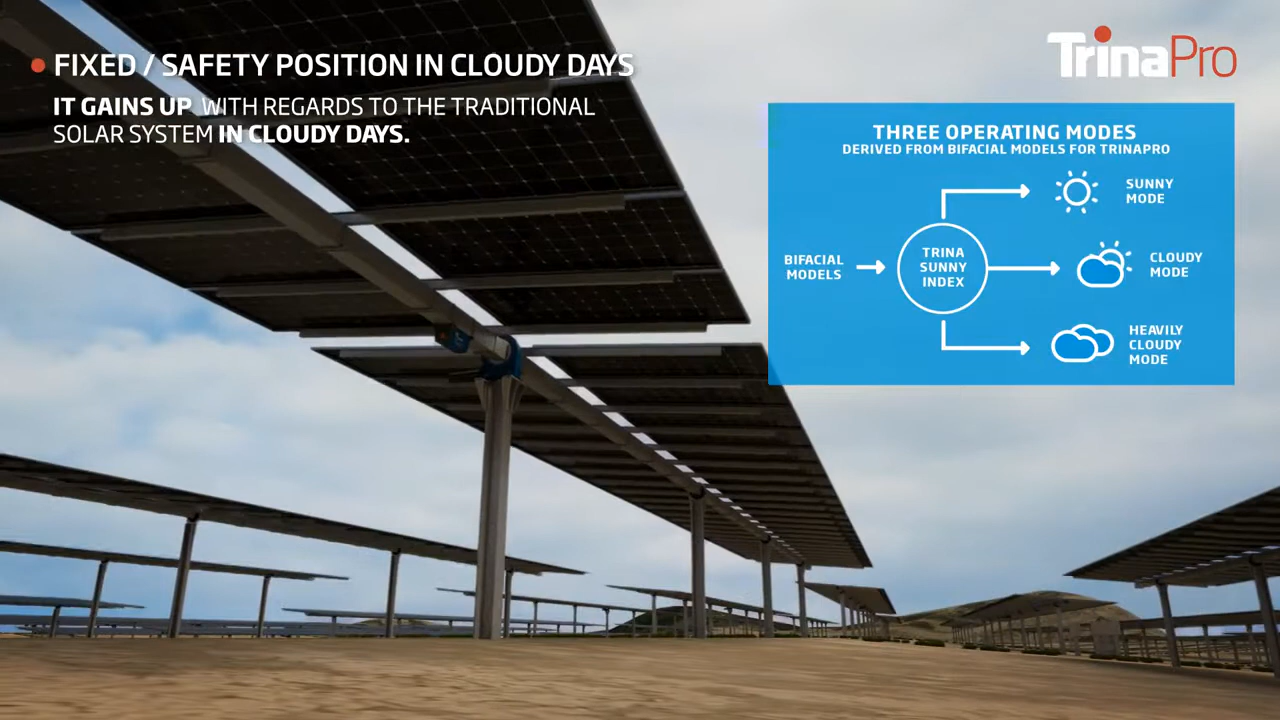 FIXED / SAFETY POSITION IN CLOUDY DAYS
IT GAINS UP WITH REGARDS TO THE TRADITIONAL
SOLAR SYSTEM IN CLOUDY DAYS.
TrinaPro
THREE OPERATING MODES
DERIVED FROM BIFACIAL MODELS FOR TRINAPRO
SUNNY
MODE
BIFACIAL
MODELS
TRINA
SUNNY
INDEX
CLOUDY
MODE
HEAVILY
CLOUDY
MODE